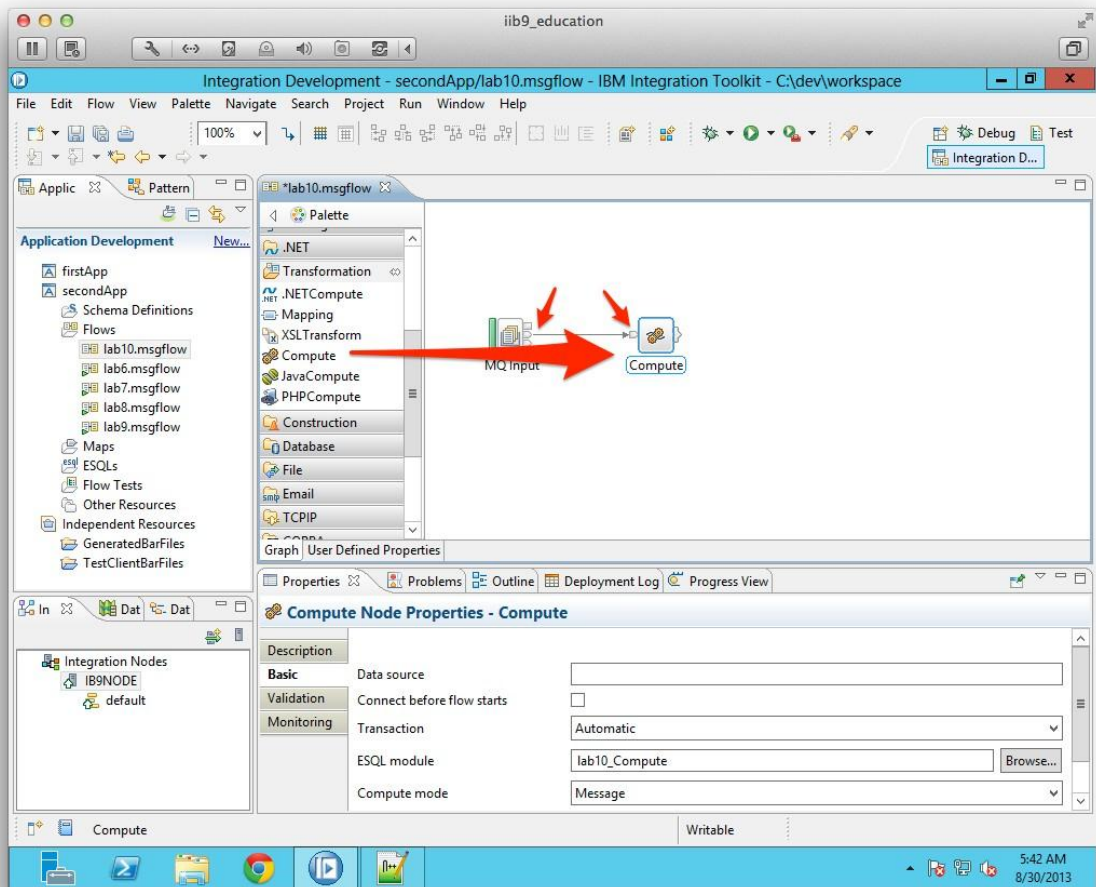 iib9_education
Integration Development - secondApp/lab10.msgflow - IBM Integration Toolkit - C:\dev\workspace
File Edit Flow View Palette Navigate Search Project Run Window Help
100%
Debug
Test
Integration D...
Applic
Pattern
*lab10.msgflow
Application Development
New...
firstApp
secondApp
Schema Definitions
Flows
lab10.msgflow
lab6.msgflow
lab7.msgflow
lab8.msgflow
lab9.msgflow
Maps
ESQLs
Flow Tests
Other Resources
Independent Resources
GeneratedBarFiles
TestClientBarFiles
Palette
.NET
Transformation
.NETCompute
Mapping
XSLTransform
Compute
JavaCompute
PHPCompute
Construction
Database
File
Email
TCPIP
MQ Input
Compute
Graph
User Defined Properties
In
Dat
Dat
Integration Nodes
IB9NODE
default
Properties
Problems
Outline
Deployment Log
Progress View
Compute Node Properties - Compute
Description
Basic
Validation
Monitoring
Data source
Connect before flow starts
Transaction
Automatic
ESQL module
lab10_Compute
Browse...
Compute mode
Message
Compute
Writable
5:42 AM
8/30/2013